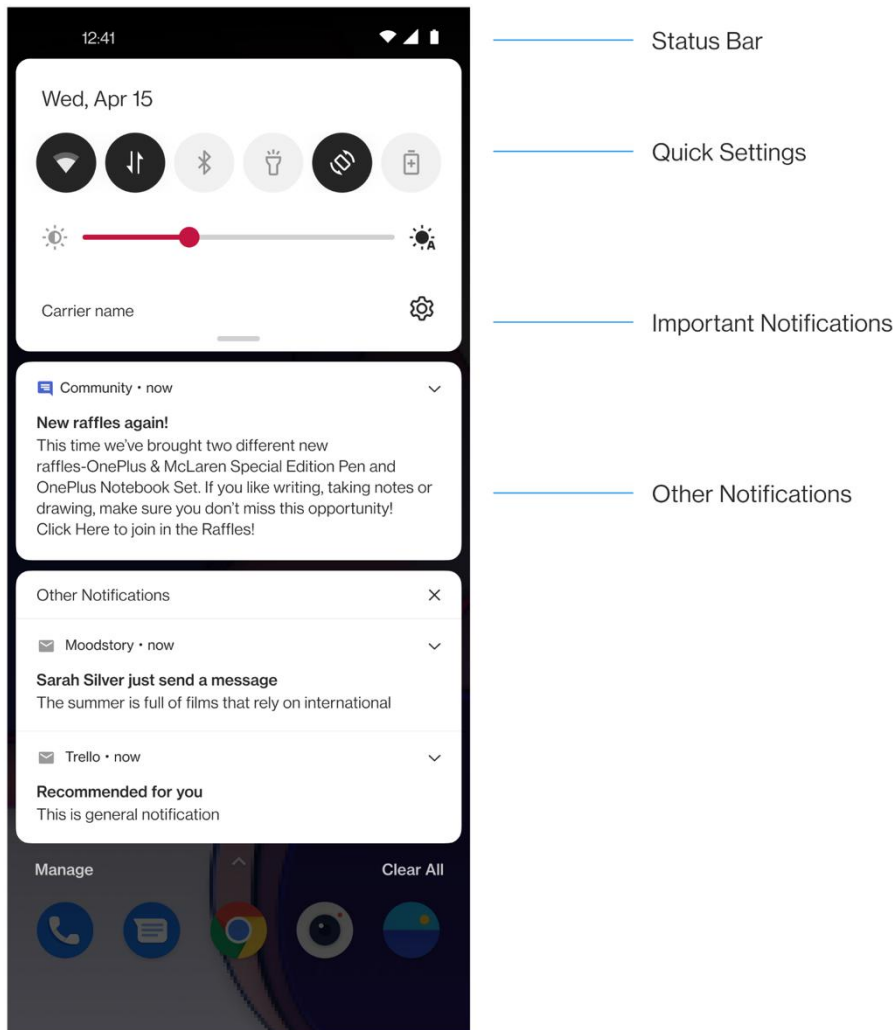 12:41
Status Bar
Wed, Apr 15
Quick Settings
A
Carrier name
Important Notifications
Community • now
New raffles again!
This time we've brought two different new
raffles-OnePlus & McLaren Special Edition Pen and
OnePlus Notebook Set. If you like writing, taking notes or
drawing, make sure you don't miss this opportunity!
Click Here to join in the Raffles!
Other Notifications
Other Notifications
Moodstory • now
Sarah Silver just send a message
The summer is full of films that rely on international
Trello • now
Recommended for you
This is general notification
Manage
Clear All